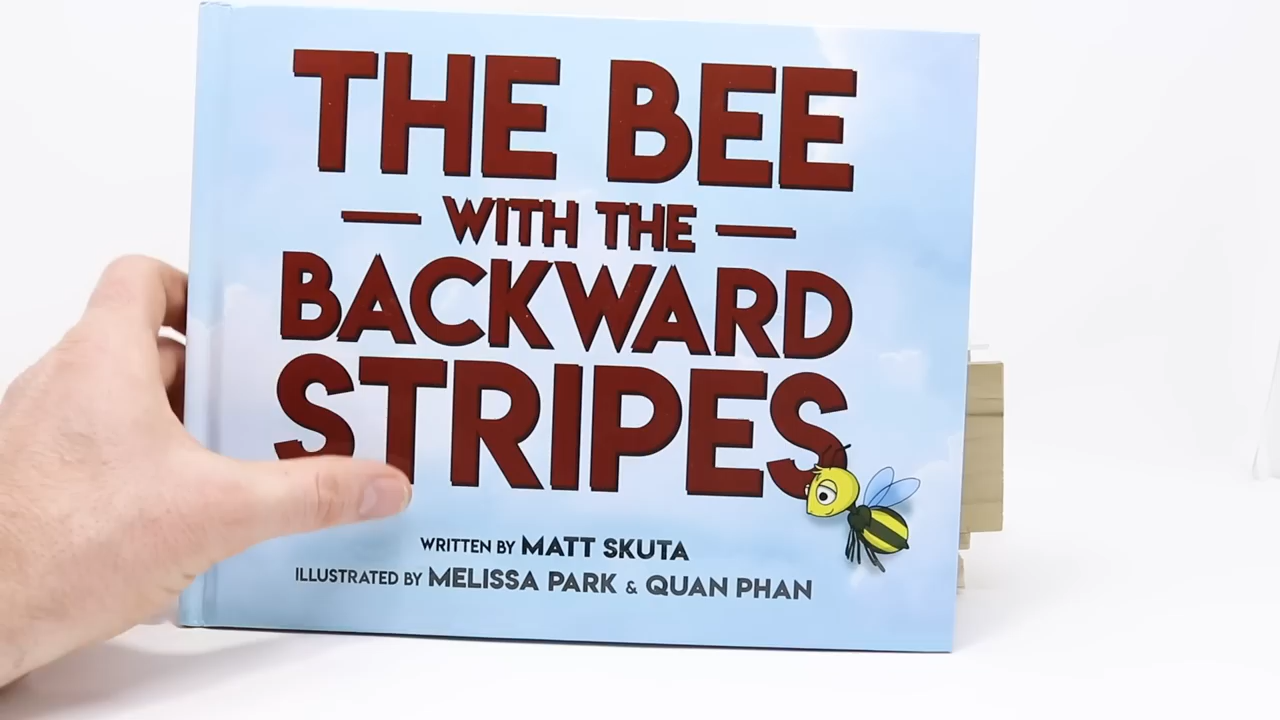 THE BEE
WITH THE
BACKWARD
STRIPES
WRITTEN BY MATT SKUTA
ILLUSTRATED BY MELISSA PARK & QUAN PHAN